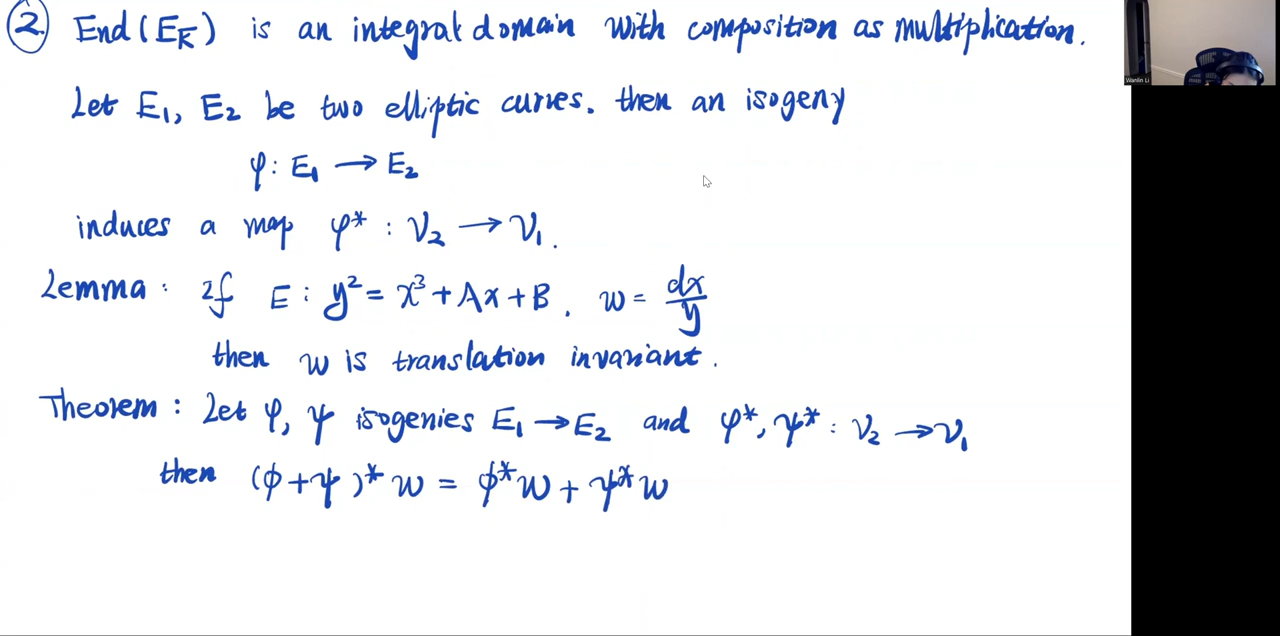 ② End(E_K̄) is an integral domain with composition as multiplication.
Let E₁, E₂ be two elliptic curves. then an isogeny
φ: E₁ → E₂
induces a map φ* : V₂ → V₁.
Lemma : If E : y² = x³ + Ax + B, w = dx/y
then w is translation invariant.
Theorem : Let φ, ψ isogenies E₁ → E₂ and φ*, ψ* : V₂ → V₁
then (ϕ+ψ)* w = ϕ*w + ψ*w
Wanlin Li